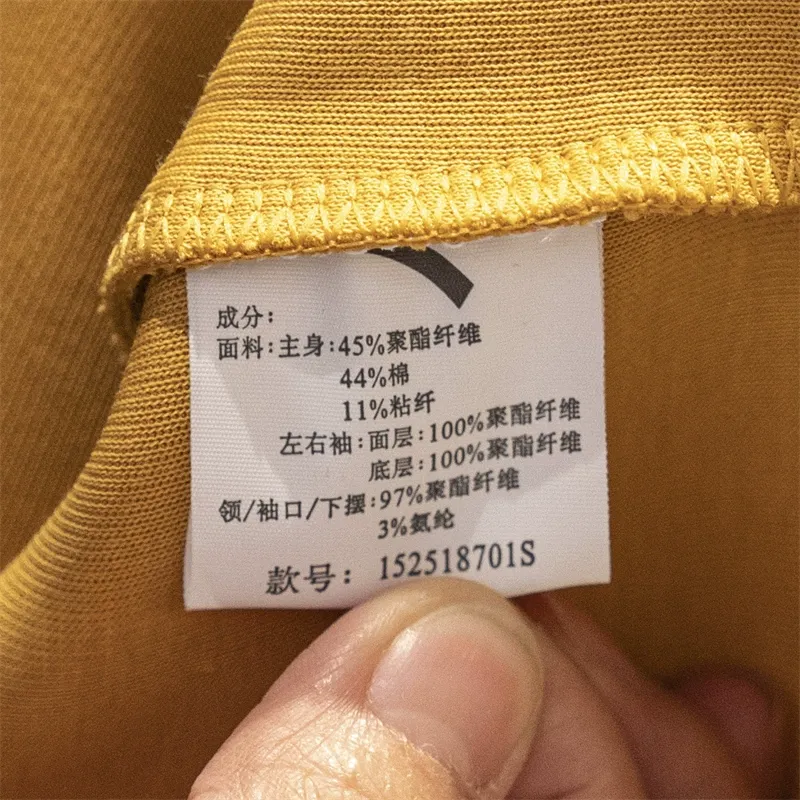 成分：
面料：主身：45%聚酯纤维
44%棉
11%粘纤
左右袖：面层：100%聚酯纤维
底层：100%聚酯纤维
领/袖口/下摆：97%聚酯纤维
3%氨纶
款号：152518701S